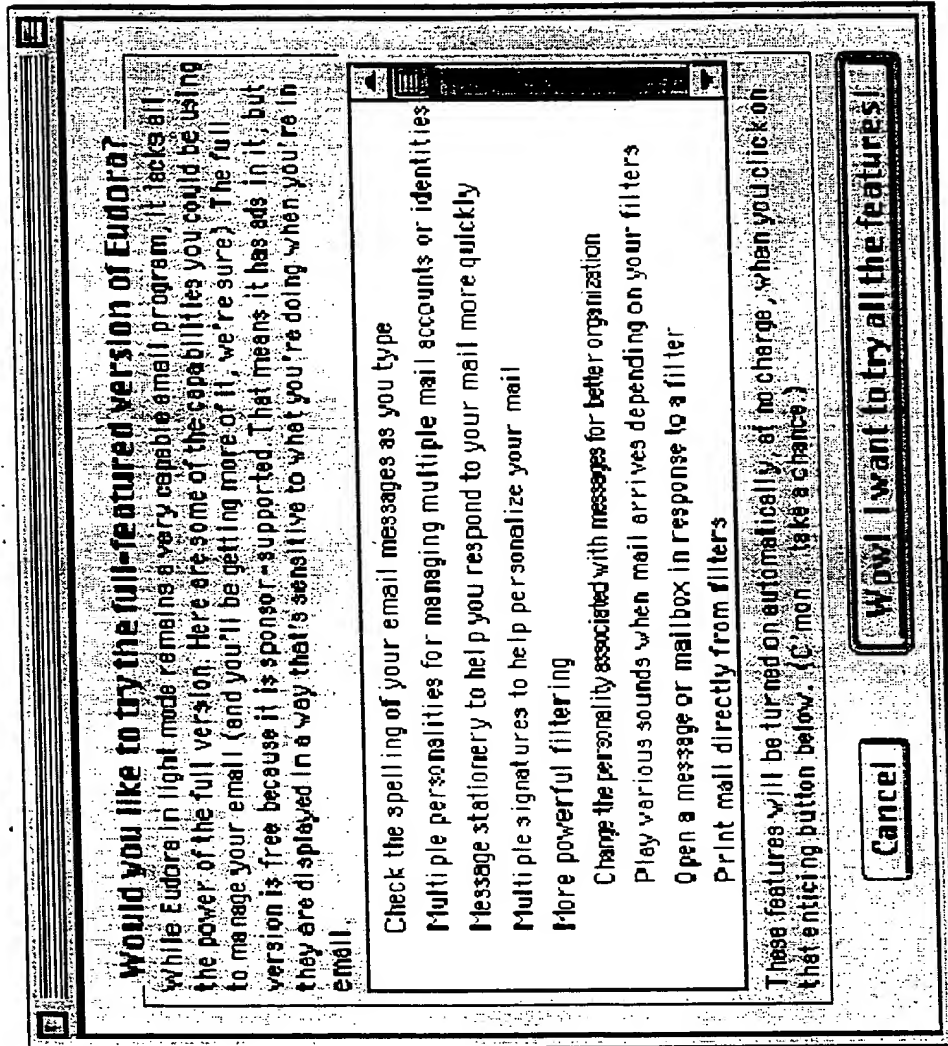 Would you like to try the full-featured version of Eudora?
While Eudora in light mode remains a very capable email program, it lacks all
the power of the full version. Here are some of the capabilities you could be using
to manage your email (and you'll be getting more of it, we're sure). The full
version is free because it is sponsor-supported. That means it has ads in it, but
they are displayed in a way that's sensitive to what you're doing when you're in
email.
Check the spelling of your email messages as you type
Multiple personalities for managing multiple mail accounts or identities
Message stationery to help you respond to your mail more quickly
Multiple signatures to help personalize your mail
More powerful filtering
Change the personality associated with messages for better organization
Play various sounds when mail arrives depending on your filters
Open a message or mailbox in response to a filter
Print mail directly from filters
These features will be turned on automatically, at no charge, when you click on
that enticing button below. (C'mon, take a chance.)
Cancel
Wow! I want to try all the features!